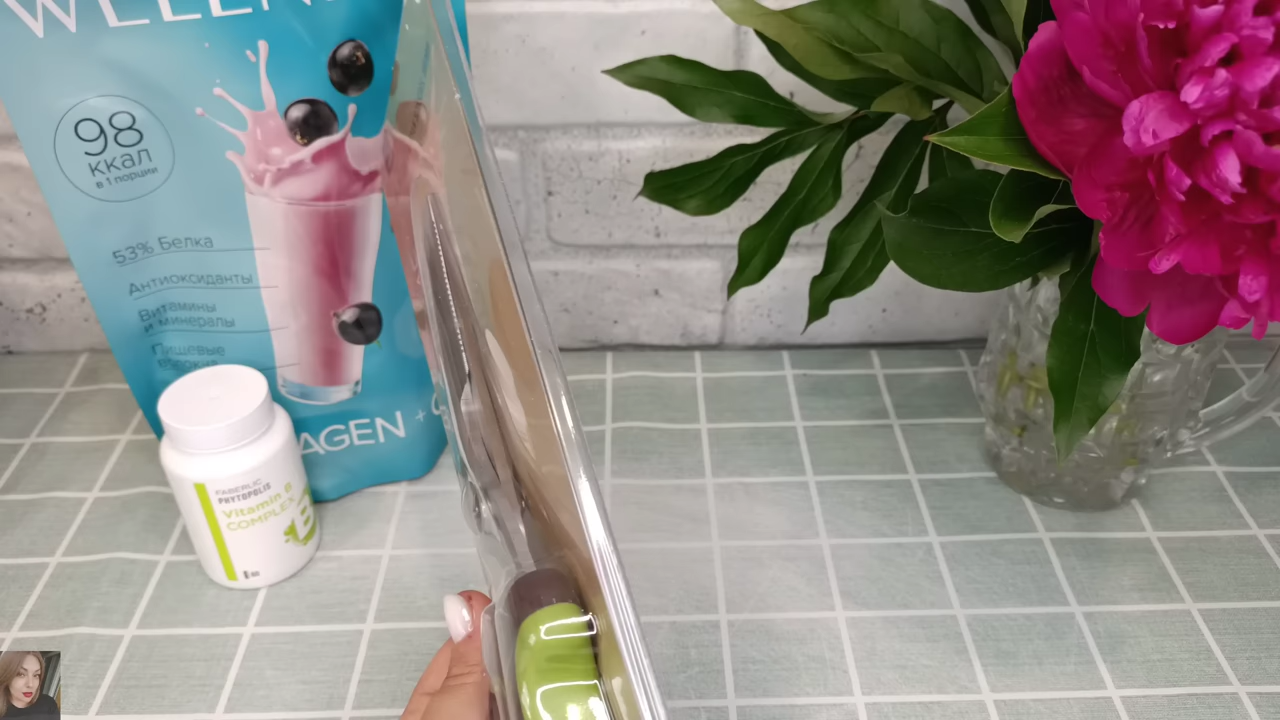 98
ккал
в 1 порции
53% Белка
Антиоксиданты
Витамины
и минералы
Пищевые
AGEN +
FABERLIC
PHYTOPOLIS
Vitamin B
COMPLEX
B